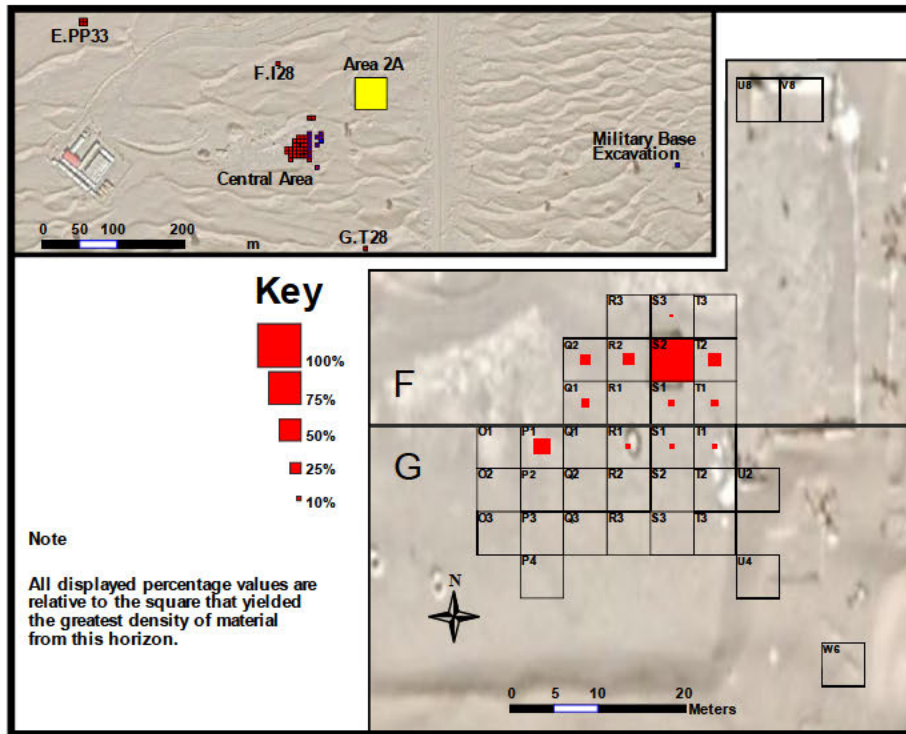 E.PP33
F.I28
Area 2A
Military Base
Excavation
Central Area
G.T28
0 50 100 200
m
U8 V8
Key
100%
75%
50%
25%
10%
R3 S3 T3
Q2 R2 S2 T2
F
Q1 R1 S1 T1
O1 P1 Q1 R1 S1 T1
G
O2 P2 Q2 R2 S2 T2 U2
O3 P3 Q3 R3 S3 T3
P4 U4
W6
Note
All displayed percentage values are
relative to the square that yielded
the greatest density of material
from this horizon.
N
0 5 10 20
Meters